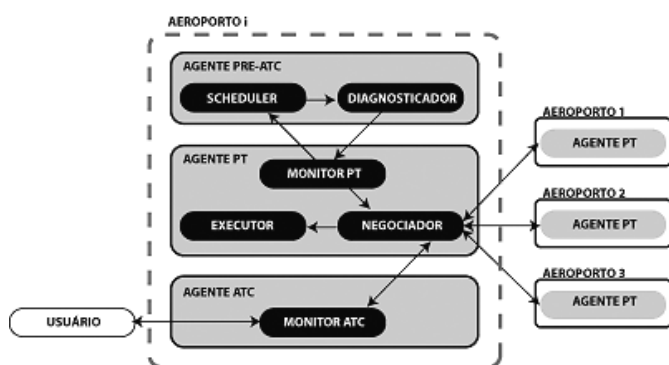 AEROPORTO i
AGENTE PRE-ATC
SCHEDULER
DIAGNOSTICADOR
AGENTE PT
MONITOR PT
EXECUTOR
NEGOCIADOR
AGENTE ATC
MONITOR ATC
USUÁRIO
AEROPORTO 1
AGENTE PT
AEROPORTO 2
AGENTE PT
AEROPORTO 3
AGENTE PT